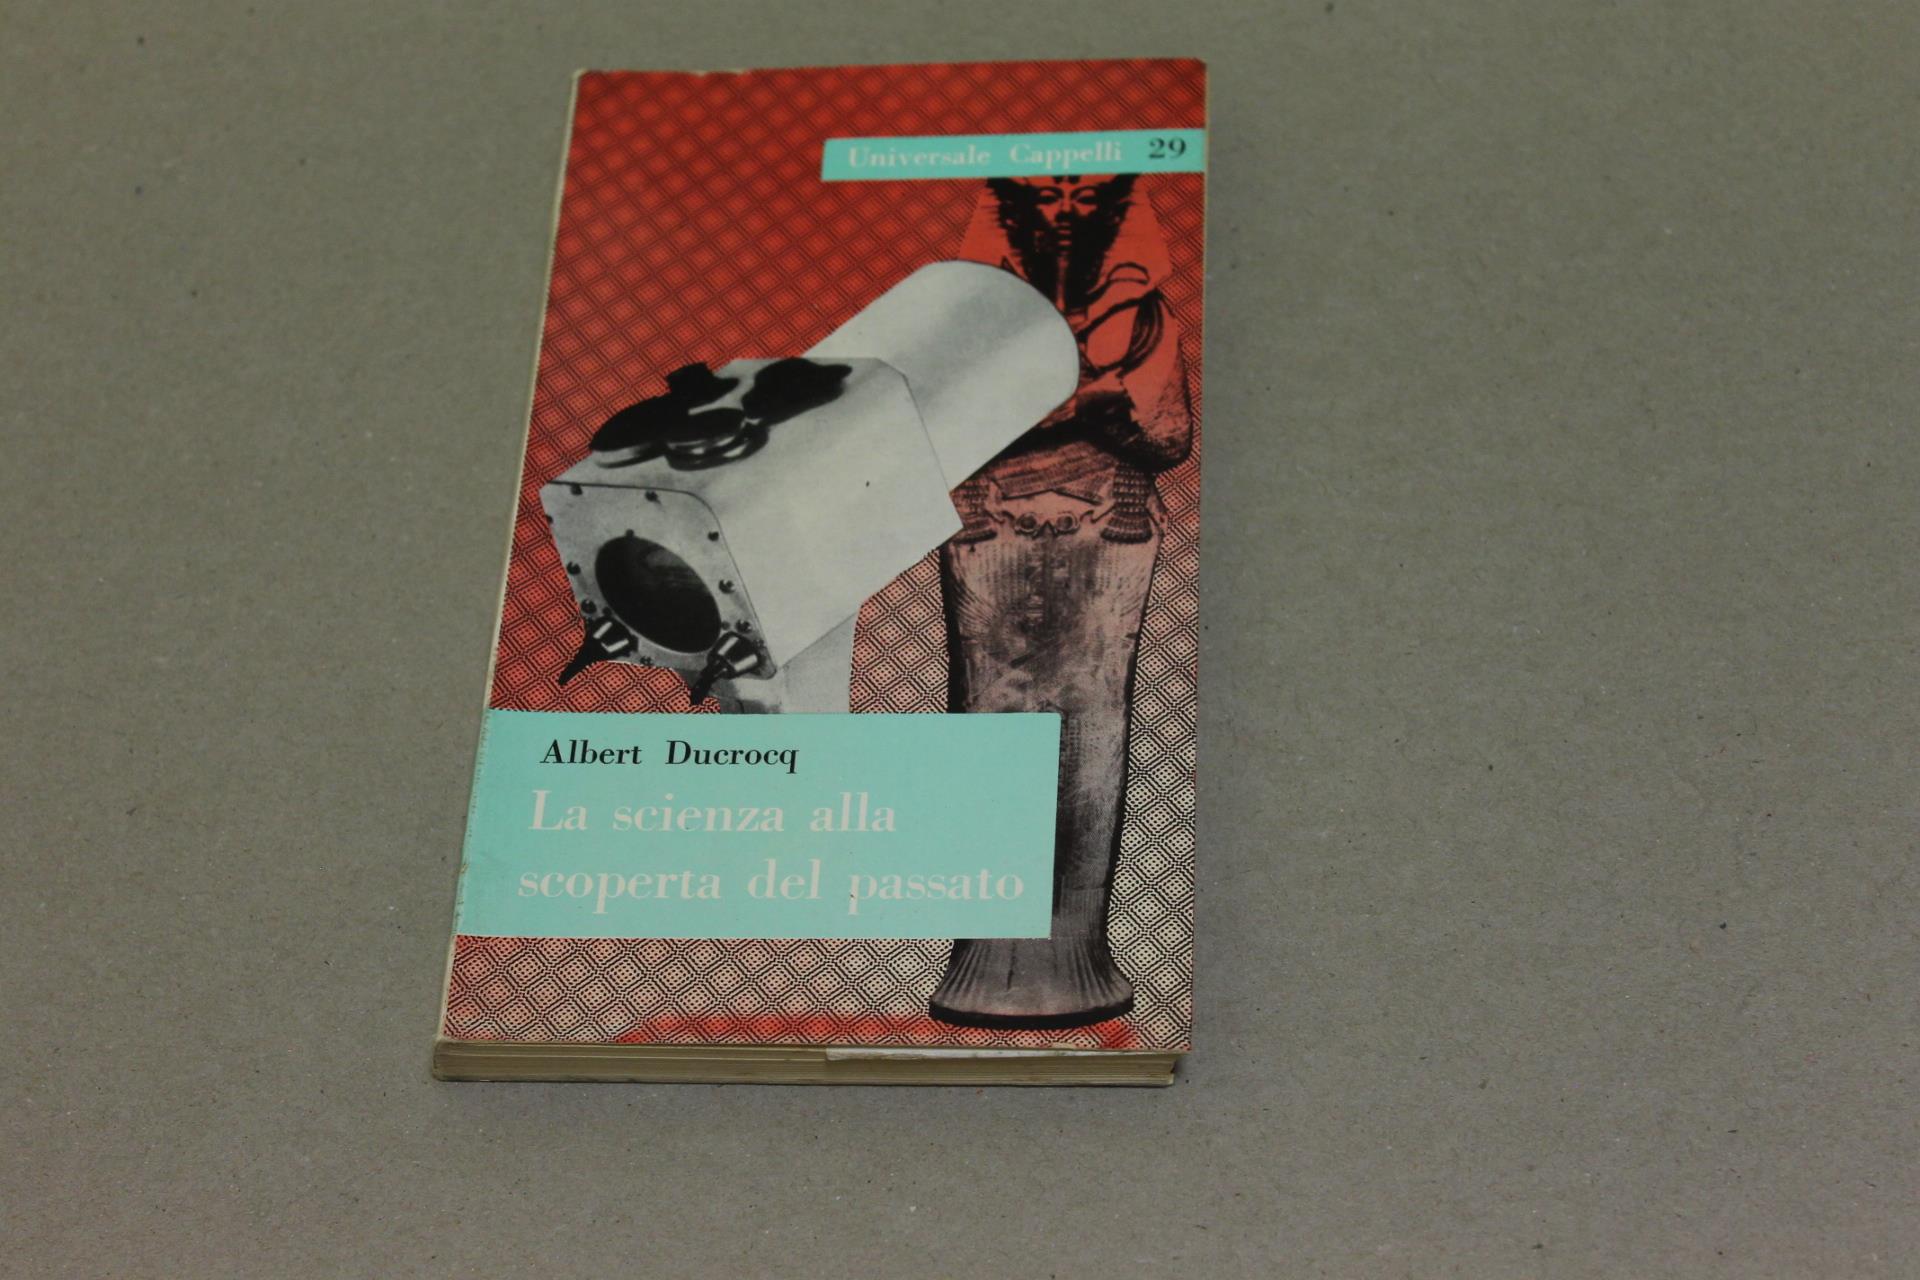 Universale Cappelli 29
Albert Ducrocq
La scienza alla
scoperta del passato